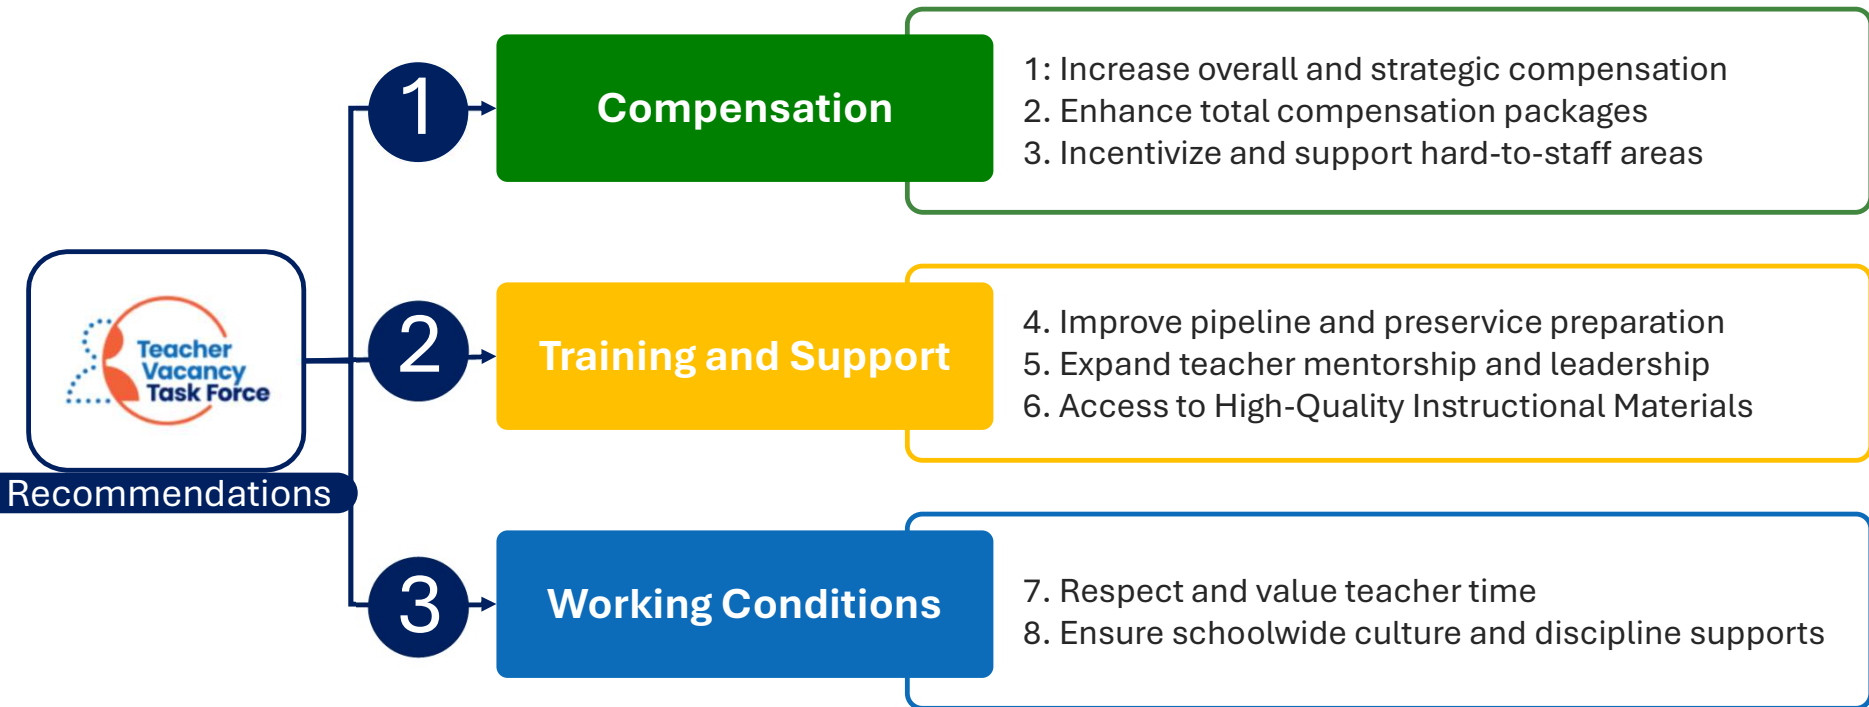 1
Compensation
1: Increase overall and strategic compensation
2. Enhance total compensation packages
3. Incentivize and support hard-to-staff areas
Teacher
Vacancy
Task Force
Recommendations
2
Training and Support
4. Improve pipeline and preservice preparation
5. Expand teacher mentorship and leadership
6. Access to High-Quality Instructional Materials
3
Working Conditions
7. Respect and value teacher time
8. Ensure schoolwide culture and discipline supports